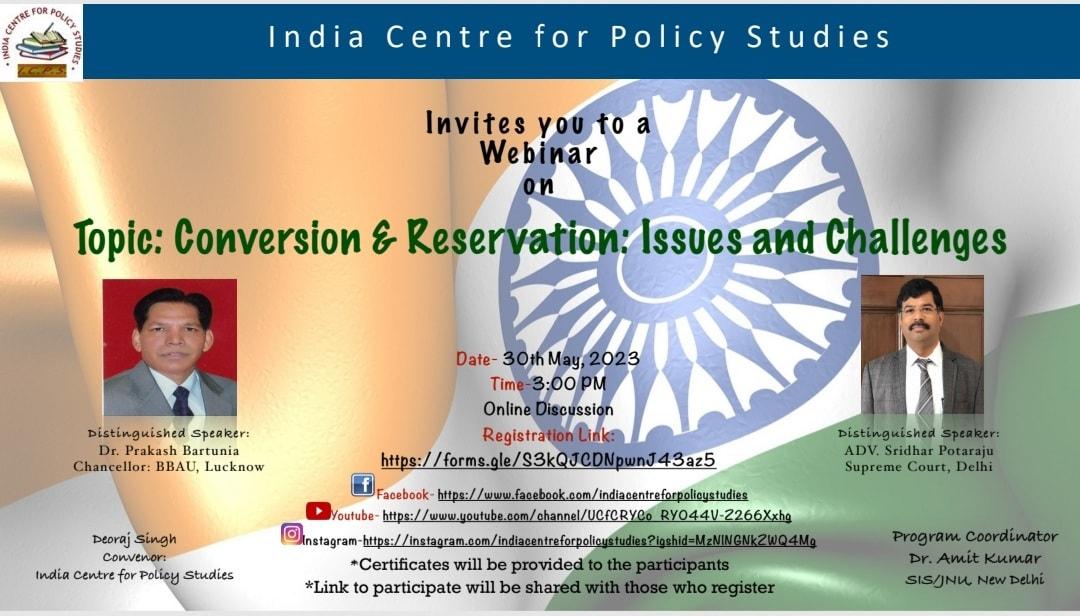 INDIA CENTRE FOR POLICY STUDIES
I.C.P.S
India Centre for Policy Studies
Invites you to a
Webinar
on
Topic: Conversion & Reservation: Issues and Challenges
Date- 30th May, 2023
Time-3:00 PM
Online Discussion
Registration Link:
https://forms.gle/S3kQJCDNpwnJ43az5
Distinguished Speaker:
Dr. Prakash Bartunia
Chancellor: BBAU, Lucknow
Distinguished Speaker:
ADV. Sridhar Potaraju
Supreme Court, Delhi
Facebook- https://www.facebook.com/indiacentreforpolicystudies
Youtube- https://www.youtube.com/channel/UCfCRYCo_RYO44V-Z266Xxhg
Instagram-https://instagram.com/indiacentreforpolicystudies?igshid=MzNlNGNkZWQ4Mg
*Certificates will be provided to the participants
*Link to participate will be shared with those who register
Deoraj Singh
Convenor:
India Centre for Policy Studies
Program Coordinator
Dr. Amit Kumar
SIS/JNU, New Delhi